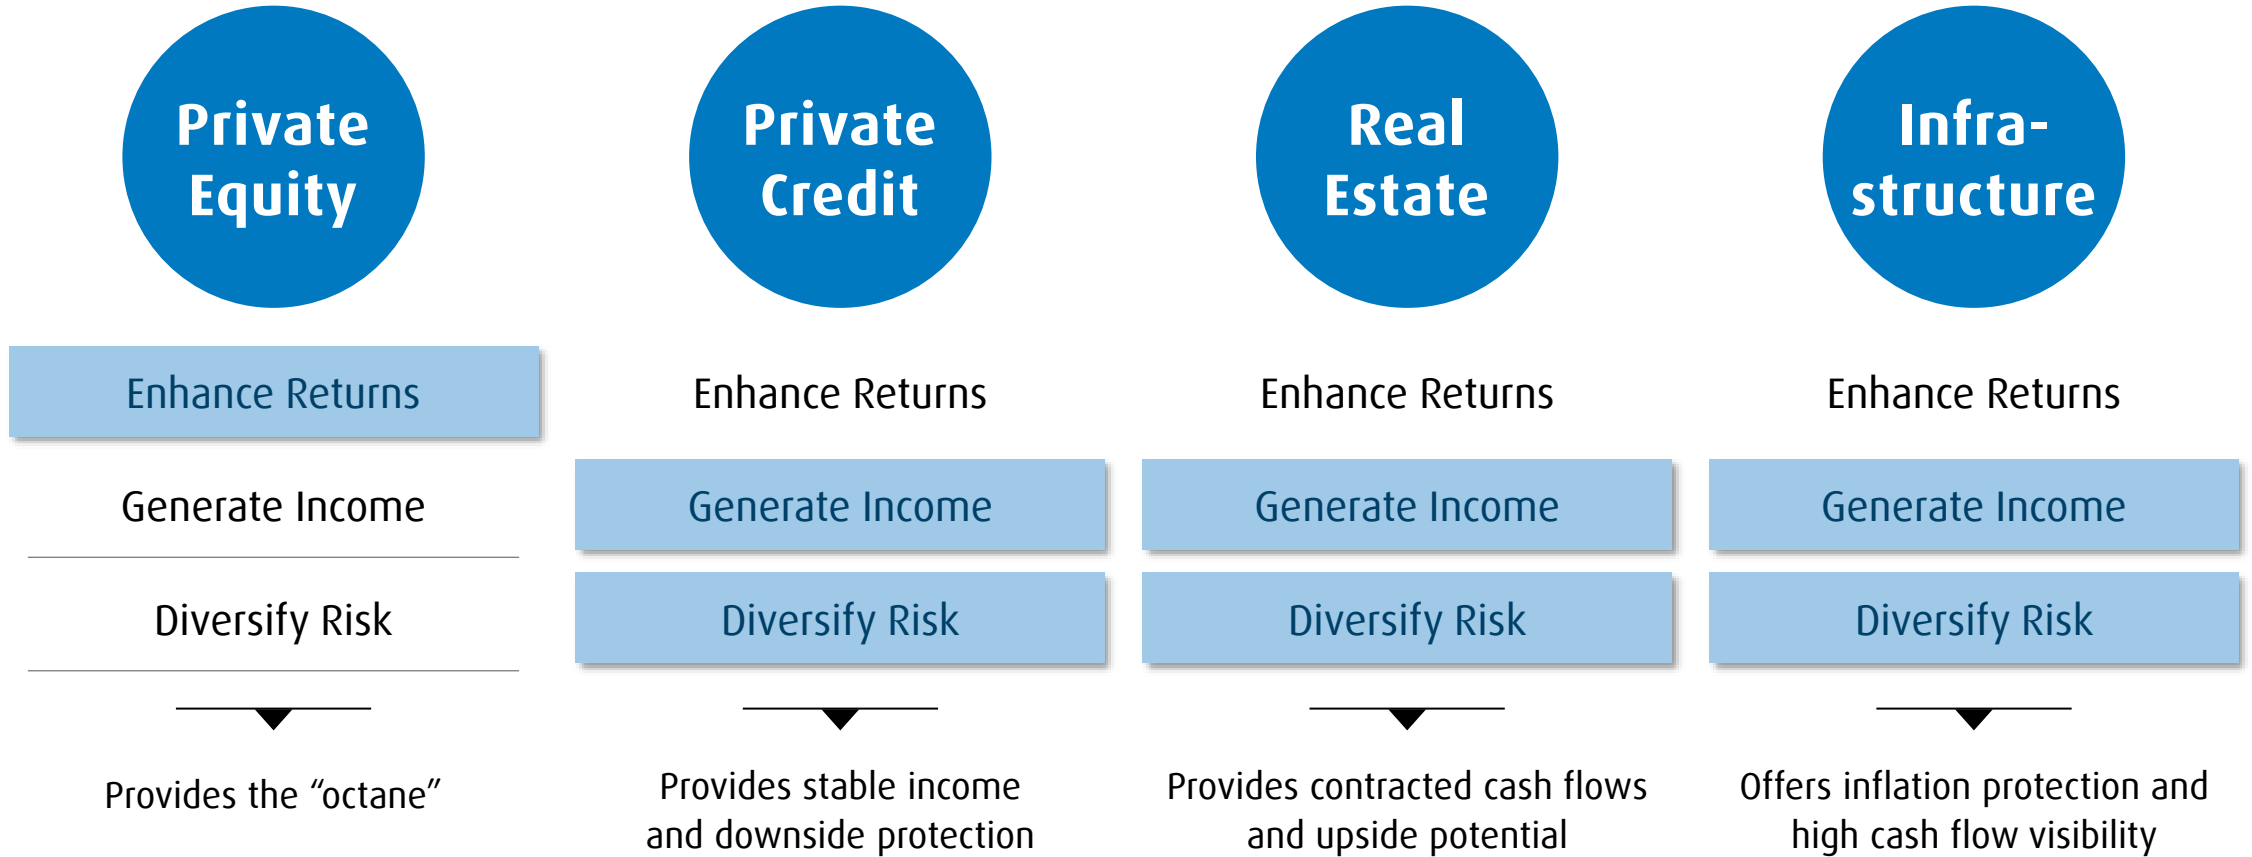 Private
Equity
Enhance Returns
Generate Income
Diversify Risk
Provides the “octane”
Private
Credit
Enhance Returns
Generate Income
Diversify Risk
Provides stable income
and downside protection
Real
Estate
Enhance Returns
Generate Income
Diversify Risk
Provides contracted cash flows
and upside potential
Infra-
structure
Enhance Returns
Generate Income
Diversify Risk
Offers inflation protection and
high cash flow visibility